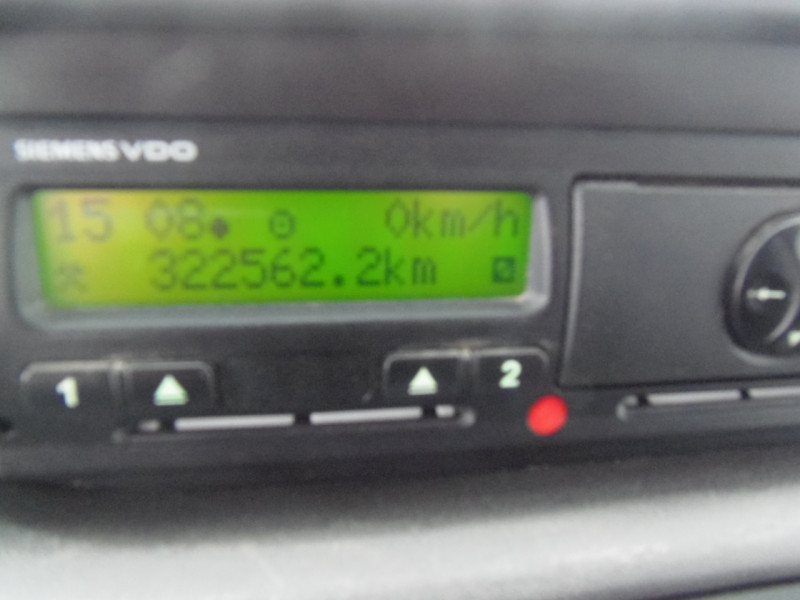 SIEMENS VDO
15 08 0km/h
322562.2km
1 2